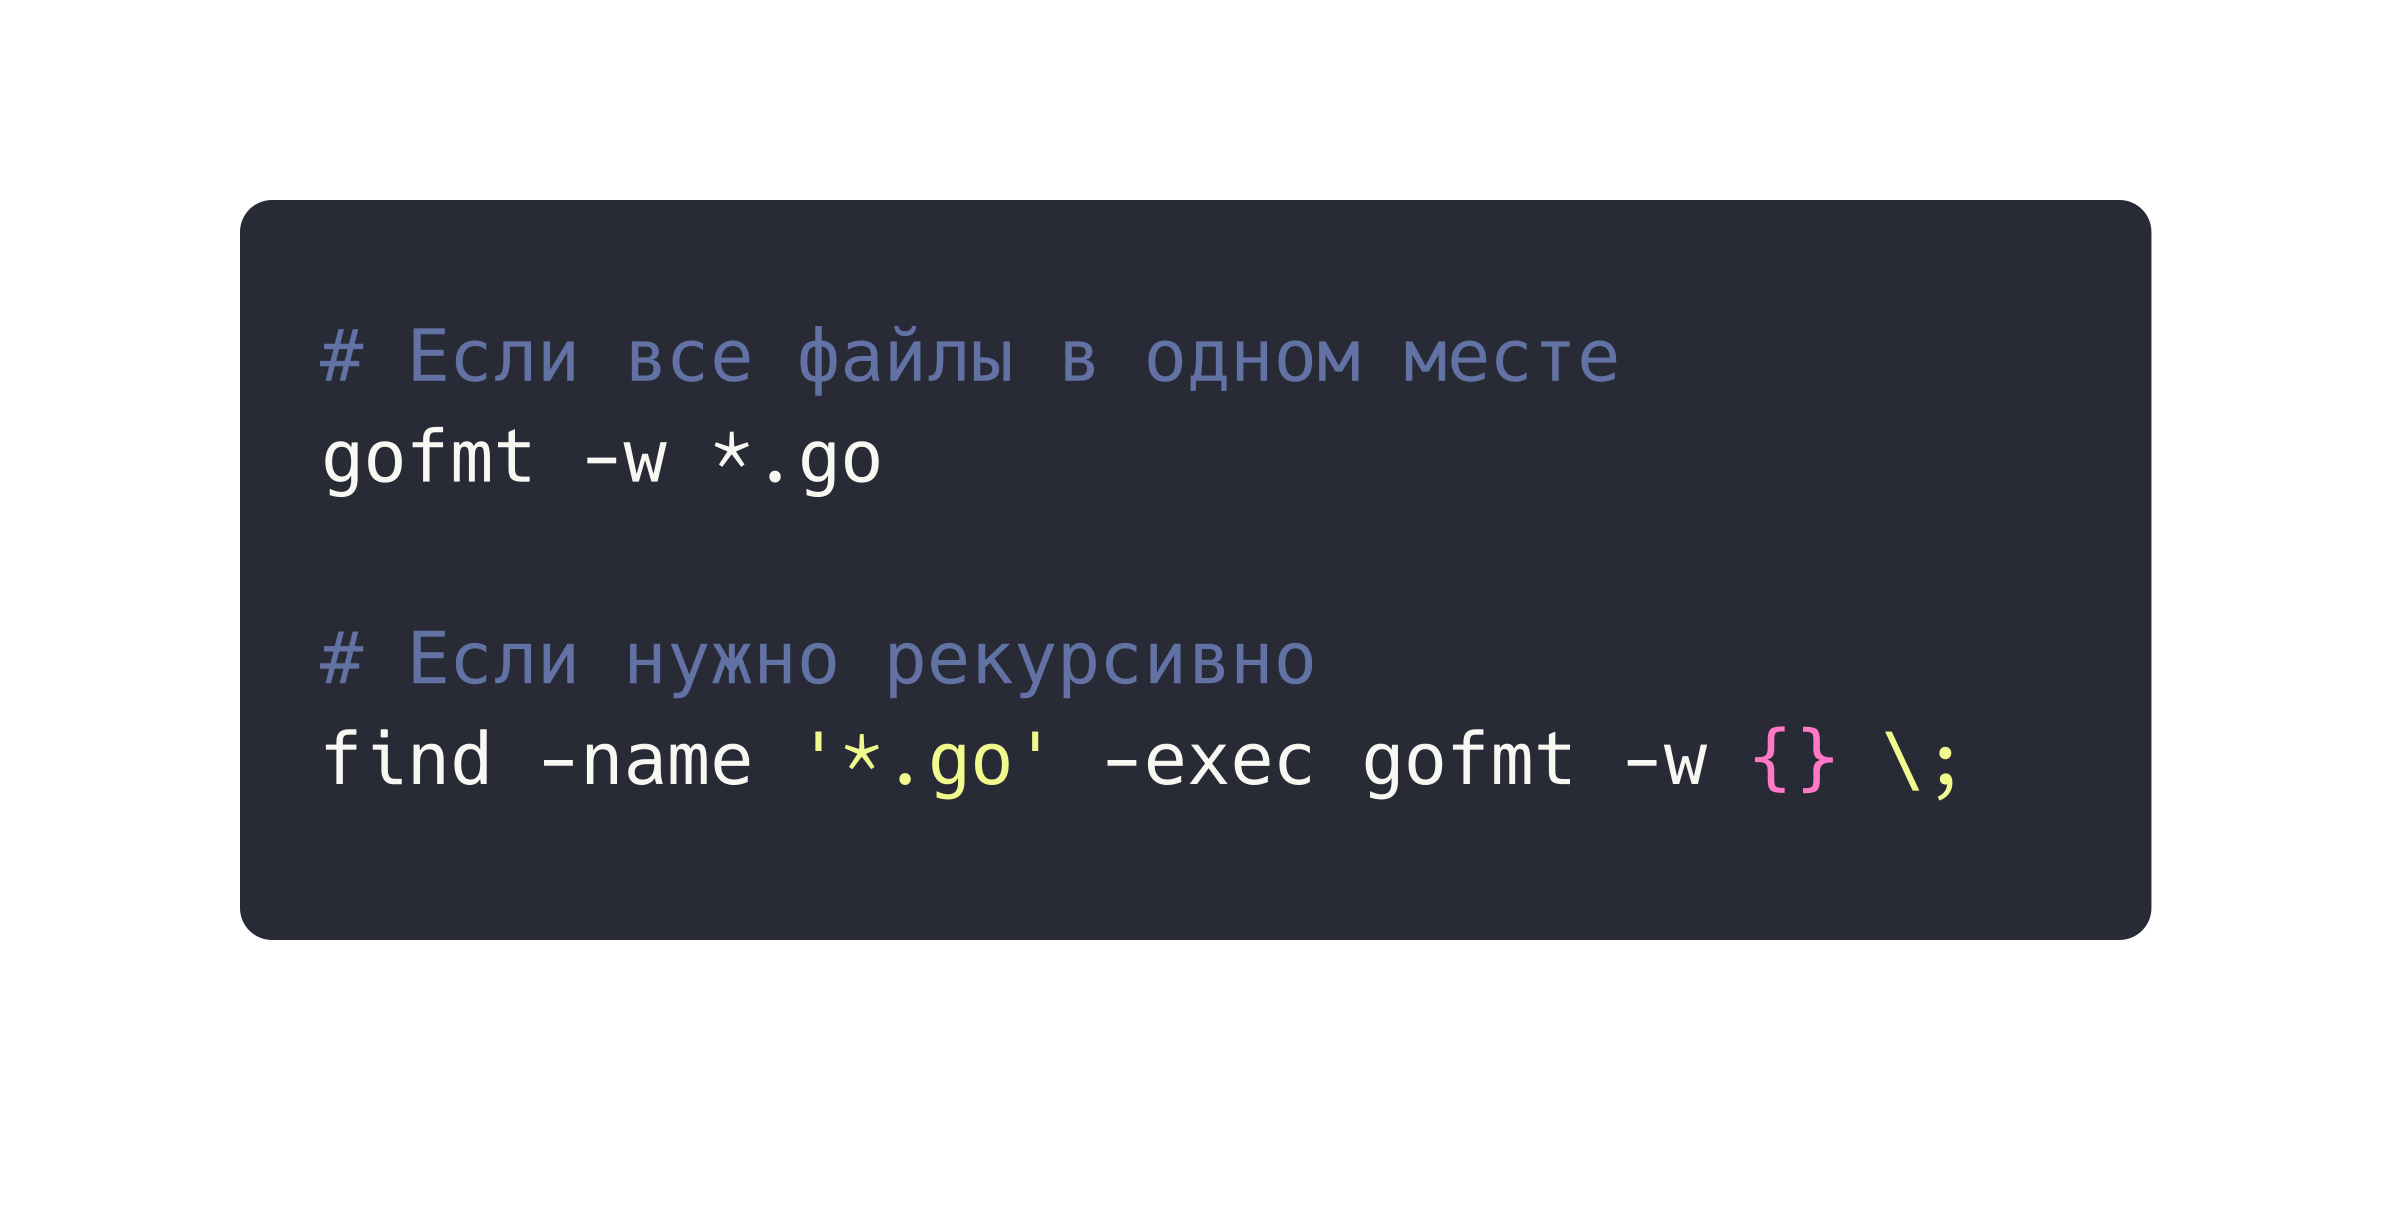 # Если все файлы в одном месте
gofmt -w *.go
# Если нужно рекурсивно
find -name '*.go' -exec gofmt -w {} \;